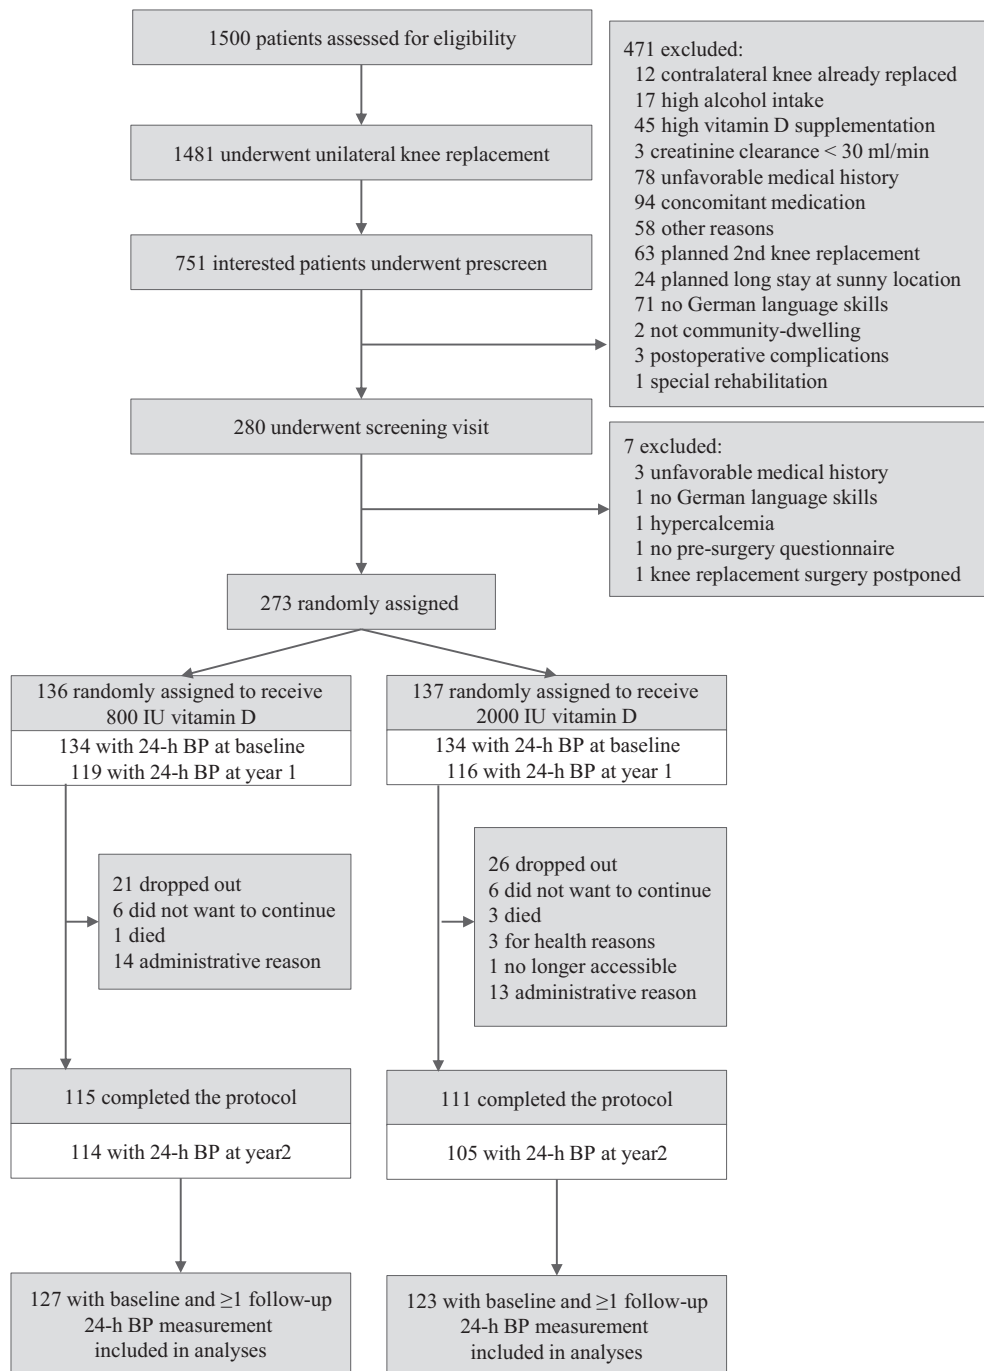 1500 patients assessed for eligibility
1481 underwent unilateral knee replacement
751 interested patients underwent prescreen
471 excluded:
12 contralateral knee already replaced
17 high alcohol intake
45 high vitamin D supplementation
3 creatinine clearance < 30 ml/min
78 unfavorable medical history
94 concomitant medication
58 other reasons
63 planned 2nd knee replacement
24 planned long stay at sunny location
71 no German language skills
2 not community-dwelling
3 postoperative complications
1 special rehabilitation
280 underwent screening visit
7 excluded:
3 unfavorable medical history
1 no German language skills
1 hypercalcemia
1 no pre-surgery questionnaire
1 knee replacement surgery postponed
273 randomly assigned
136 randomly assigned to receive
800 IU vitamin D
134 with 24-h BP at baseline
119 with 24-h BP at year 1
137 randomly assigned to receive
2000 IU vitamin D
134 with 24-h BP at baseline
116 with 24-h BP at year 1
21 dropped out
6 did not want to continue
1 died
14 administrative reason
26 dropped out
6 did not want to continue
3 died
3 for health reasons
1 no longer accessible
13 administrative reason
115 completed the protocol
114 with 24-h BP at year2
111 completed the protocol
105 with 24-h BP at year2
127 with baseline and ≥1 follow-up
24-h BP measurement
included in analyses
123 with baseline and ≥1 follow-up
24-h BP measurement
included in analyses